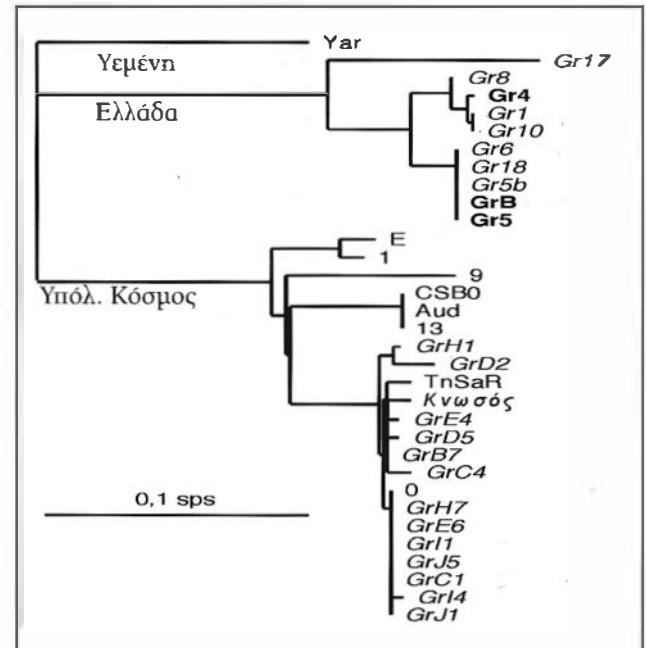 Yar
Υεμένη
Gr17
Gr8
Gr4
Ελλάδα
Gr1
Gr10
Gr6
Gr18
Gr5b
GrB
Gr5
E
1
9
Υπόλ. Κόσμος
CSB0
Aud
13
GrH1
GrD2
TnSaR
Κνωσός
GrE4
GrD5
GrB7
GrC4
0
0,1 sps
GrH7
GrE6
GrI1
GrJ5
GrC1
GrI4
GrJ1